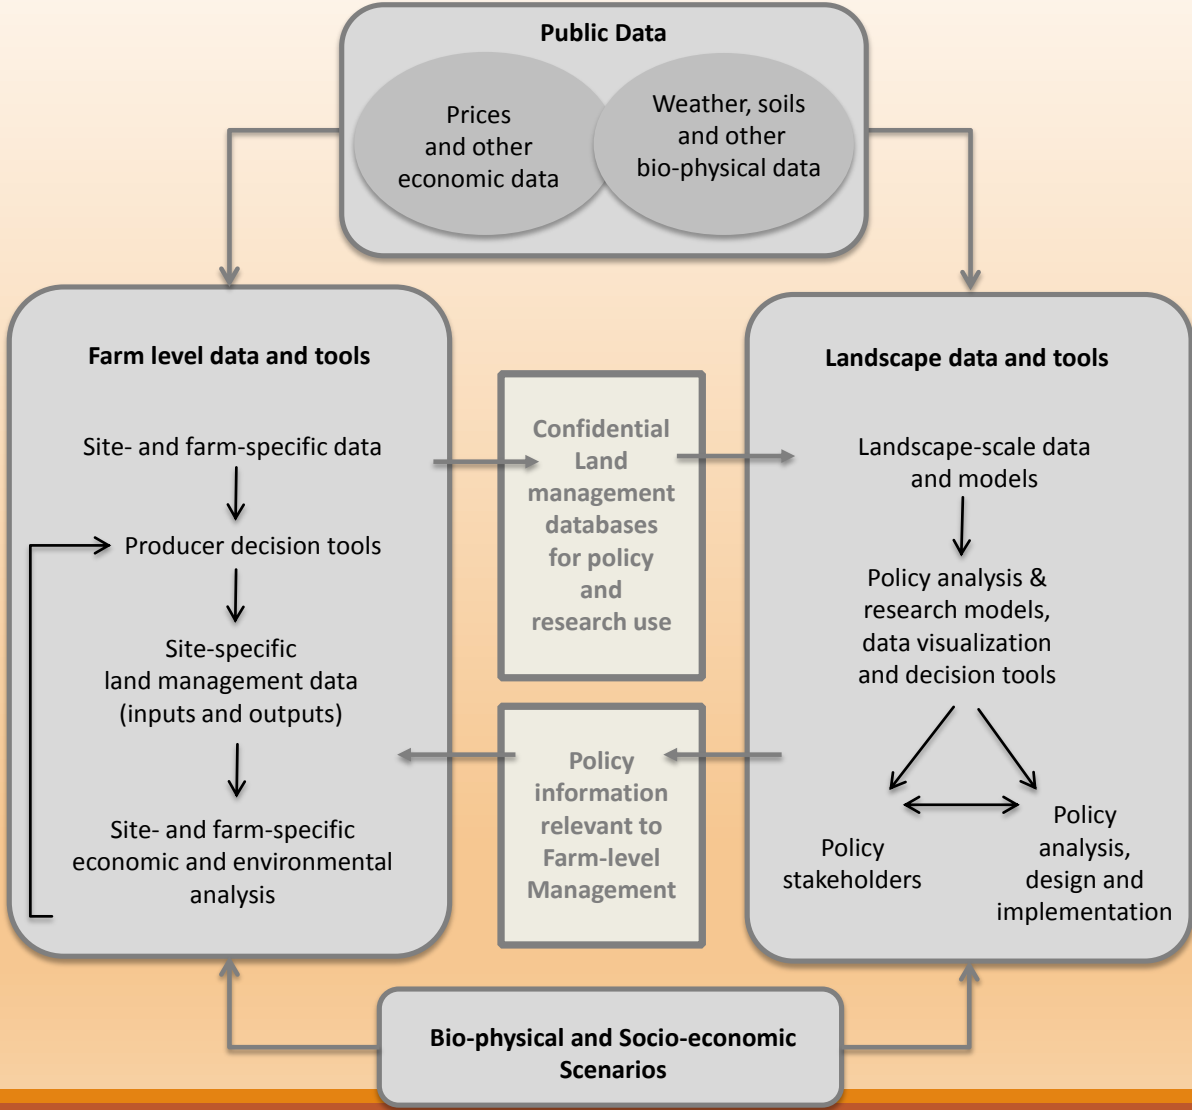 Public Data
Prices
and other
economic data
Weather, soils
and other
bio-physical data
Farm level data and tools
Site- and farm-specific data
Producer decision tools
Site-specific
land management data
(inputs and outputs)
Site- and farm-specific
economic and environmental
analysis
Confidential
Land
management
databases
for policy
and
research use
Policy
information
relevant to
Farm-level
Management
Landscape data and tools
Landscape-scale data
and models
Policy analysis &
research models,
data visualization
and decision tools
Policy
stakeholders
Policy
analysis,
design and
implementation
Bio-physical and Socio-economic
Scenarios